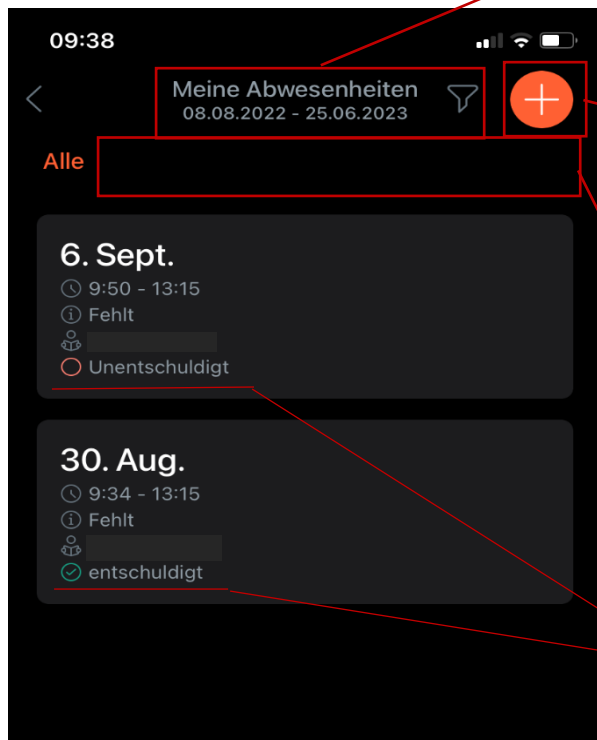 09:38
Meine Abwesenheiten
08.08.2022 - 25.06.2023
Alle
6. Sept.
9:50 - 13:15
Fehlt
Unentschuldigt
30. Aug.
9:34 - 13:15
Fehlt
entschuldigt